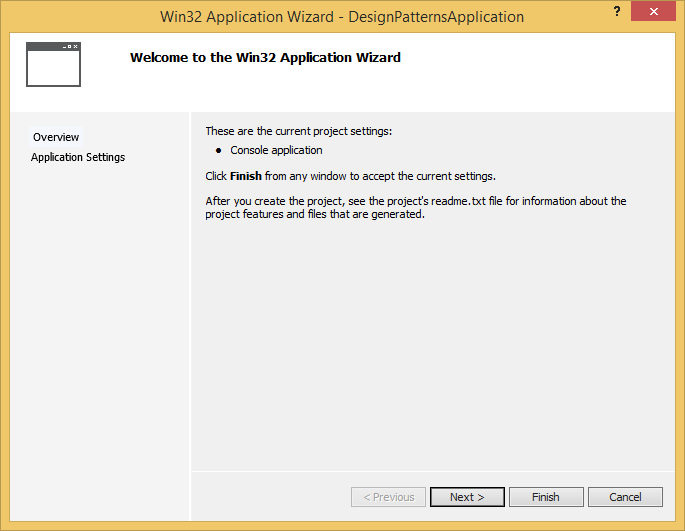 Win32 Application Wizard - DesignPatternsApplication
?
Welcome to the Win32 Application Wizard
Overview
Application Settings
These are the current project settings:
• Console application
Click Finish from any window to accept the current settings.
After you create the project, see the project's readme.txt file for information about the
project features and files that are generated.
< Previous
Next >
Finish
Cancel